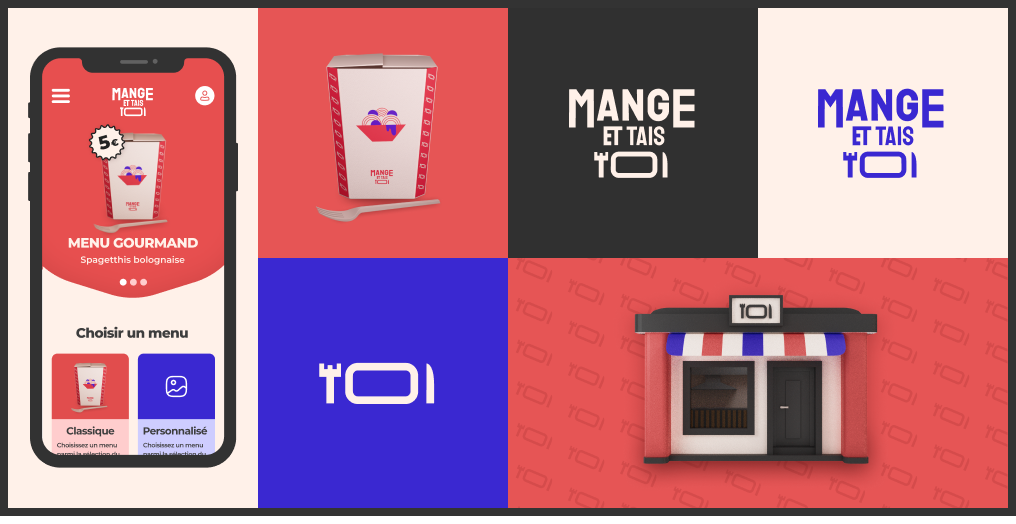 MANGE
ET TAIS
TOI
5€
MANGE
ET TAIS
TOI
MENU GOURMAND
Spagetthis bolognaise
Choisir un menu
Classique
Choisissez un menu
parmi la sélection du
Personnalisé
Choisissez un menu
parmi la sélection du
MANGE
ET TAIS
TOI
MANGE
ET TAIS
TOI
MANGE
ET TAIS
TOI
TOI
TOI